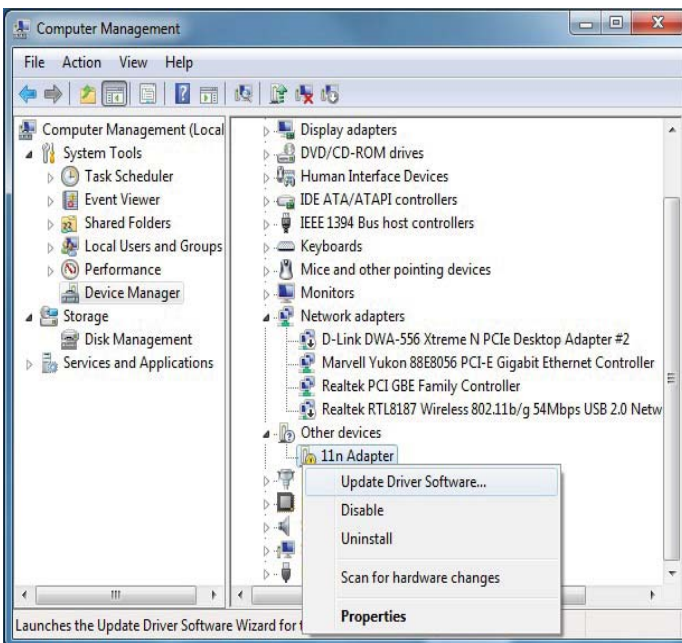 Computer Management
File Action View Help
Computer Management (Local
System Tools
Task Scheduler
Event Viewer
Shared Folders
Local Users and Groups
Performance
Device Manager
Storage
Disk Management
Services and Applications
Display adapters
DVD/CD-ROM drives
Human Interface Devices
IDE ATA/ATAPI controllers
IEEE 1394 Bus host controllers
Keyboards
Mice and other pointing devices
Monitors
Network adapters
D-Link DWA-556 Xtreme N PCIe Desktop Adapter #2
Marvell Yukon 88E8056 PCI-E Gigabit Ethernet Controller
Realtek PCI GBE Family Controller
Realtek RTL8187 Wireless 802.11b/g 54Mbps USB 2.0 Netw
Other devices
11n Adapter
Update Driver Software...
Disable
Uninstall
Scan for hardware changes
Properties
Launches the Update Driver Software Wizard for